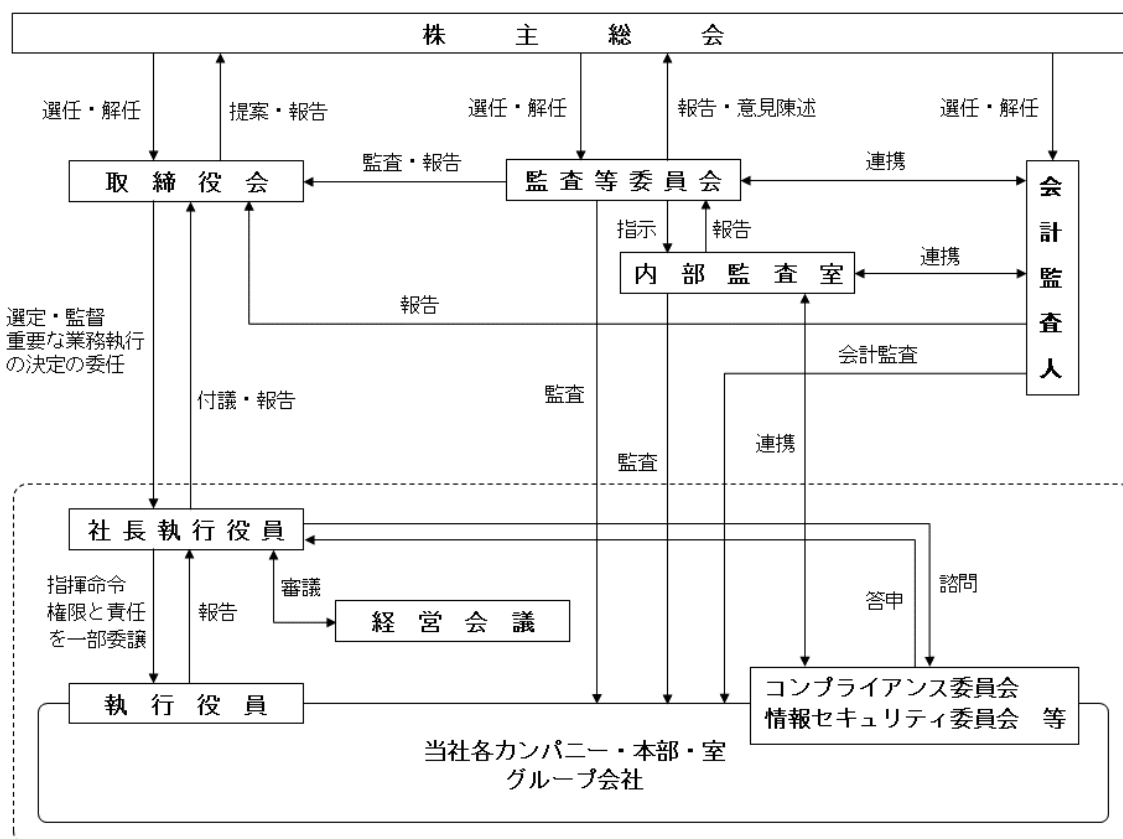 株主総会
選任・解任
提案・報告
選任・解任
報告・意見陳述
選任・解任
取締役会
監査・報告
監査等委員会
連携
会計監査人
指示
報告
内部監査室
連携
報告
選定・監督
重要な業務執行
の決定の委任
会計監査
付議・報告
監査
監査
連携
社長執行役員
指揮命令
権限と責任
を一部委譲
報告
審議
経営会議
答申
諮問
執行役員
コンプライアンス委員会
情報セキュリティ委員会 等
当社各カンパニー・本部・室
グループ会社